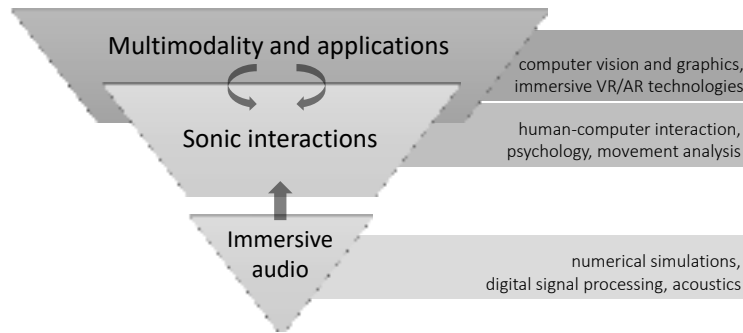 Multimodality and applications
computer vision and graphics,
immersive VR/AR technologies
Sonic interactions
human-computer interaction,
psychology, movement analysis
Immersive
audio
numerical simulations,
digital signal processing, acoustics